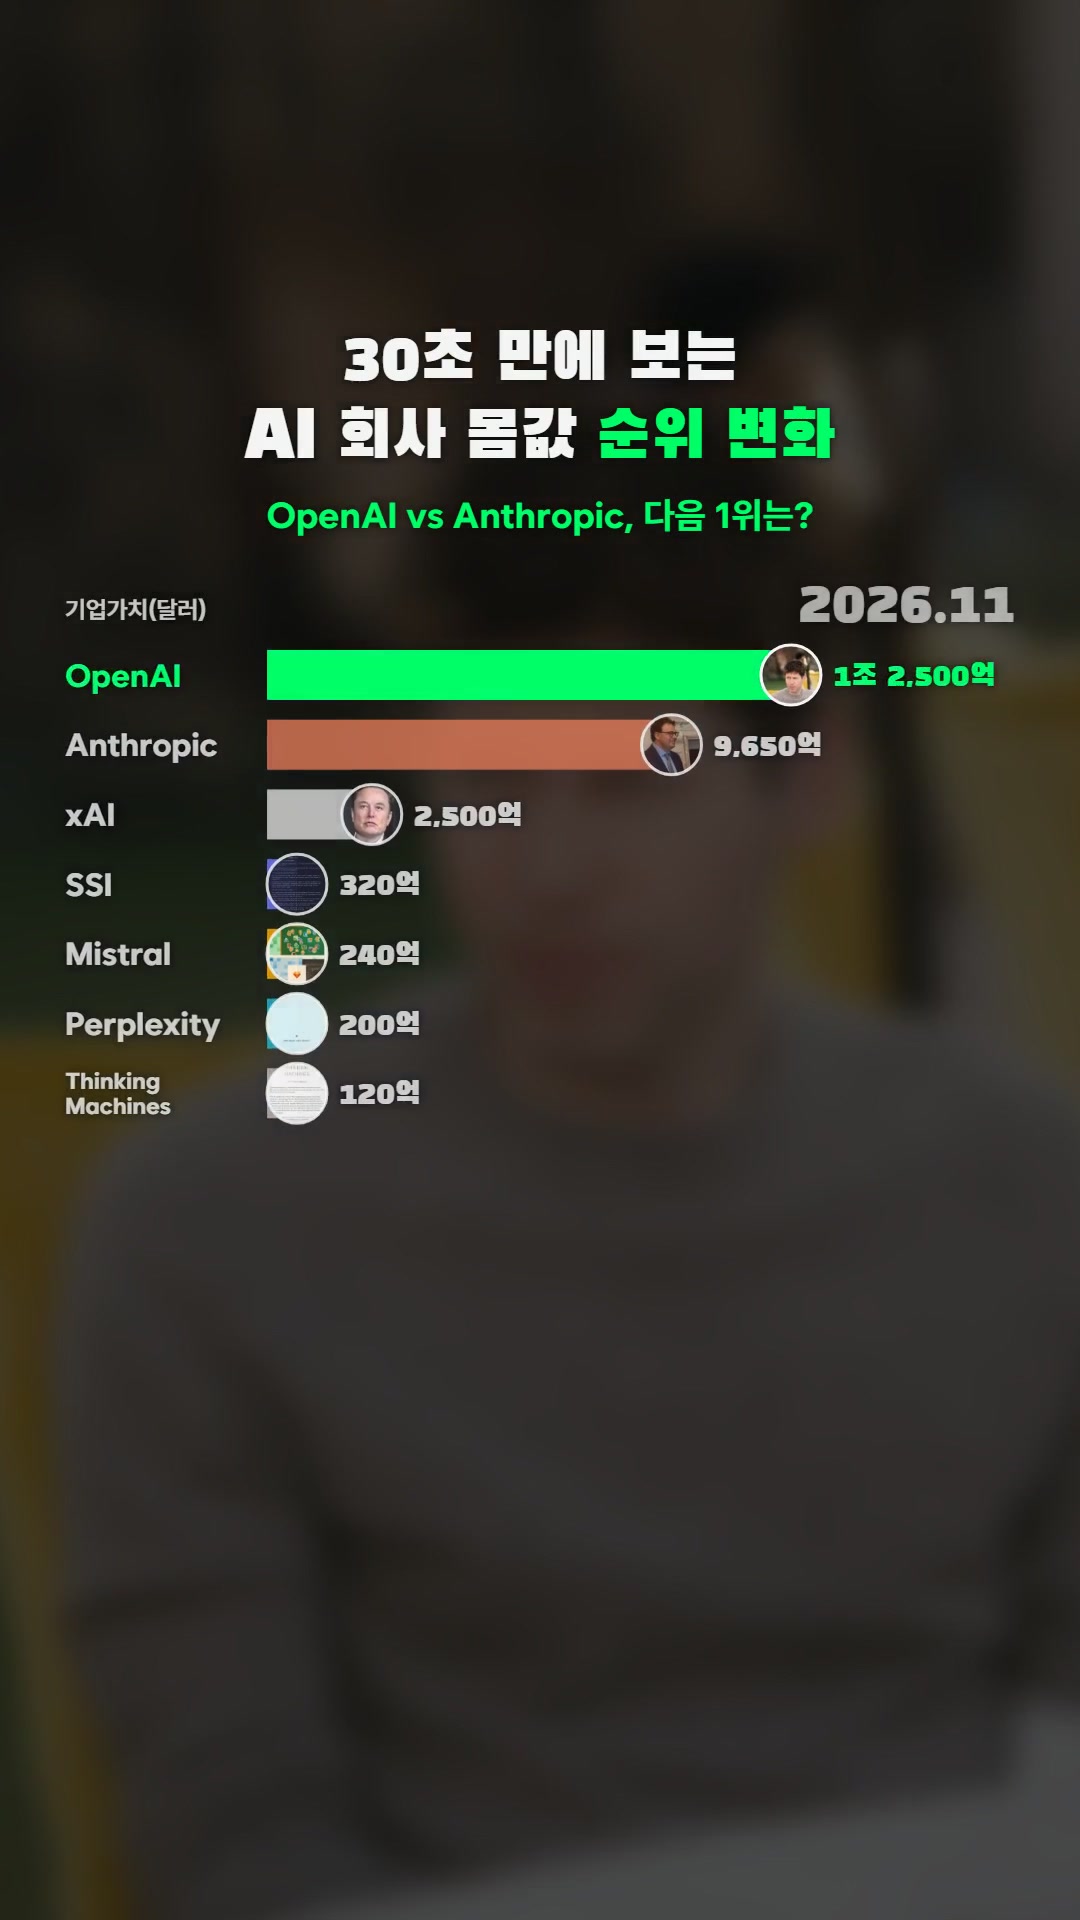 30초 만에 보는
AI 회사 몸값 순위 변화
OpenAI vs Anthropic, 다음 1위는?
기업가치(달러)
2026.11
OpenAI
1조 2,500억
Anthropic
9,650억
xAI
2,500억
SSI
320억
Mistral
240억
Perplexity
200억
Thinking
Machines
120억